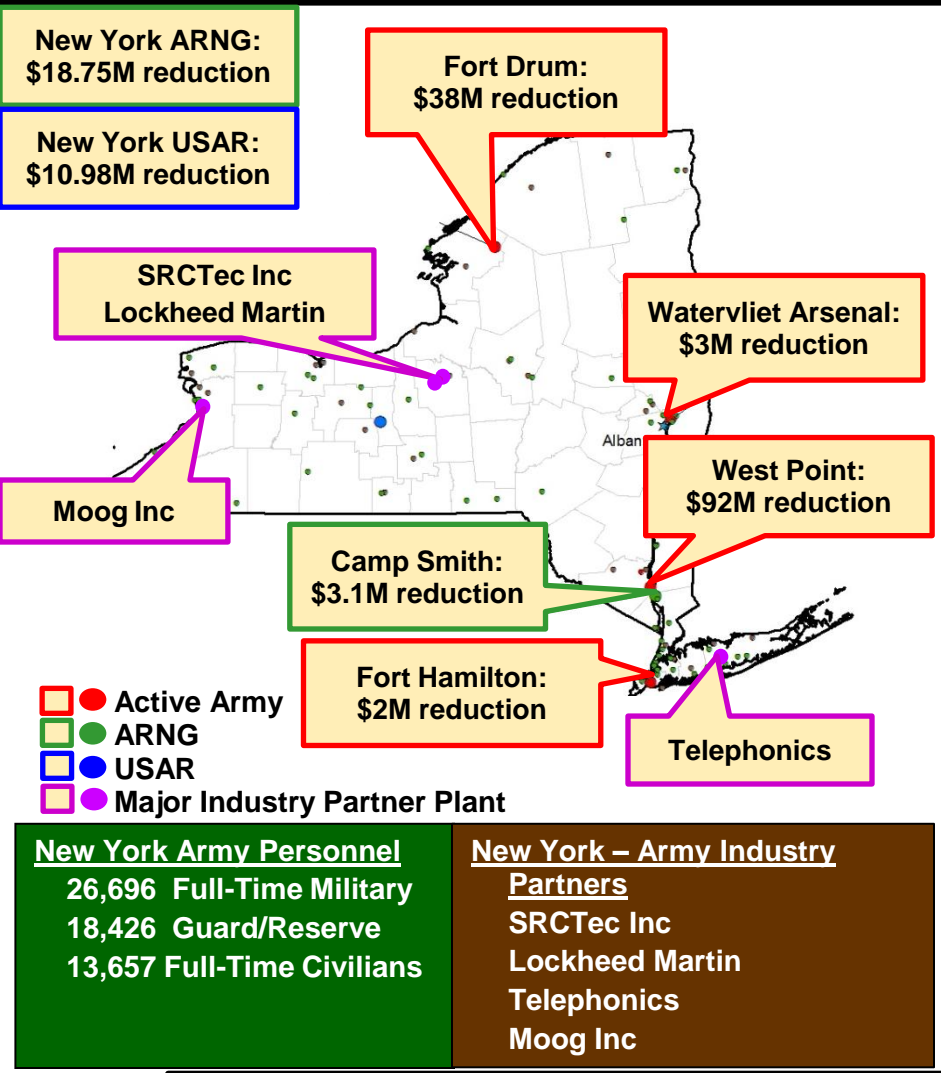 New York ARNG:
$18.75M reduction
New York USAR:
$10.98M reduction
Fort Drum:
$38M reduction
SRCTec Inc
Lockheed Martin
Watervliet Arsenal:
$3M reduction
Alban
Moog Inc
West Point:
$92M reduction
Camp Smith:
$3.1M reduction
Fort Hamilton:
$2M reduction
Telephonics
Active Army
ARNG
USAR
Major Industry Partner Plant
New York Army Personnel
26,696 Full-Time Military
18,426 Guard/Reserve
13,657 Full-Time Civilians
New York – Army Industry
Partners
SRCTec Inc
Lockheed Martin
Telephonics
Moog Inc